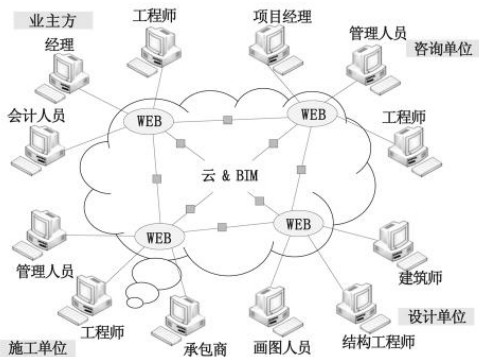 业主方
工程师
项目经理
管理人员
咨询单位
经理
会计人员
WEB
WEB
工程师
云 & BIM
WEB
WEB
管理人员
建筑师
工程师
承包商
画图人员
结构工程师
设计单位
施工单位